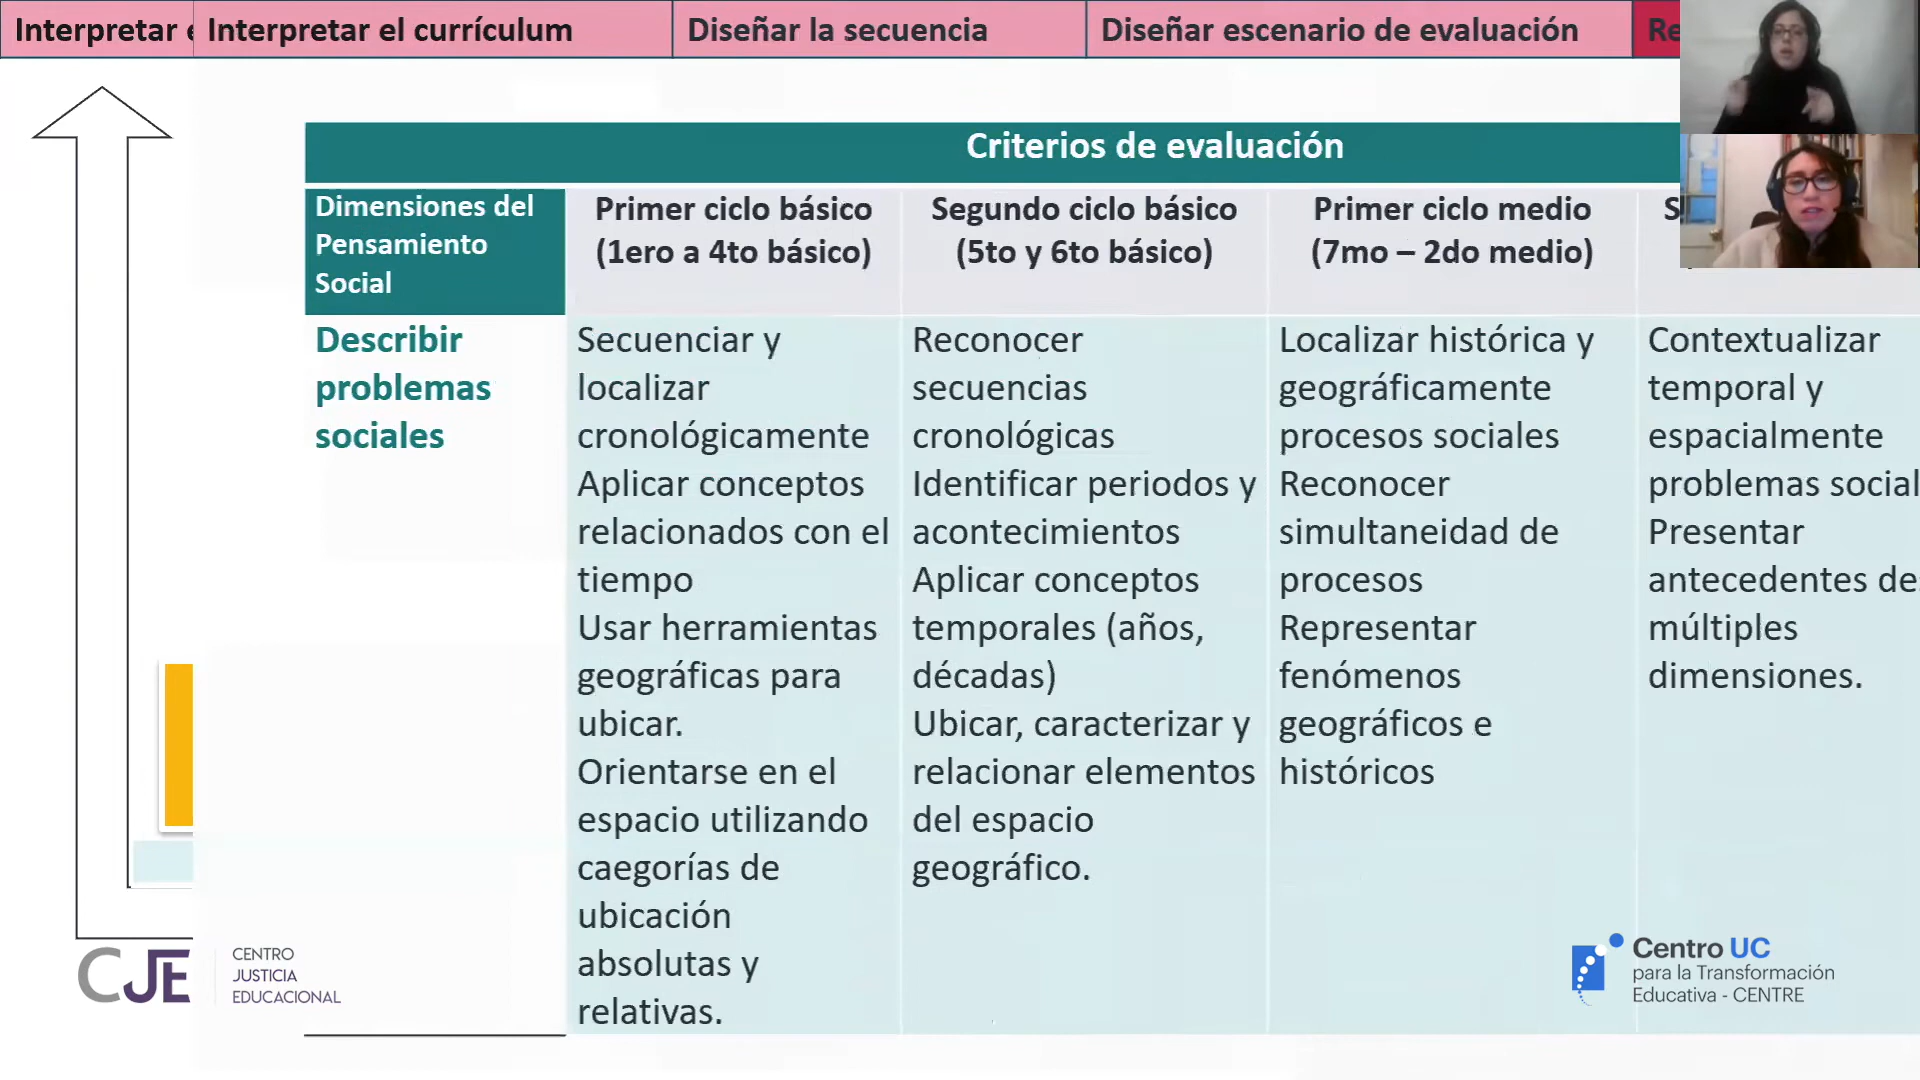 Interpretar
Interpretar el currículum
Diseñar la secuencia
Diseñar escenario de evaluación
Re
Criterios de evaluación
Dimensiones del
Pensamiento
Social
Primer ciclo básico
(1ero a 4to básico)
Segundo ciclo básico
(5to y 6to básico)
Primer ciclo medio
(7mo – 2do medio)
S
Describir
problemas
sociales
Secuenciar y
localizar
cronológicamente
Aplicar conceptos
relacionados con el
tiempo
Usar herramientas
geográficas para
ubicar.
Orientarse en el
espacio utilizando
caegorías de
ubicación
absolutas y
relativas.
Reconocer
secuencias
cronológicas
Identificar periodos y
acontecimientos
Aplicar conceptos
temporales (años,
décadas)
Ubicar, caracterizar y
relacionar elementos
del espacio
geográfico.
Localizar histórica y
geográficamente
procesos sociales
Reconocer
simultaneidad de
procesos
Representar
fenómenos
geográficos e
históricos
Contextualizar
temporal y
espacialmente
problemas social
Presentar
antecedentes de
múltiples
dimensiones.
CJE
CENTRO
JUSTICIA
EDUCACIONAL
Centro UC
para la Transformación
Educativa - CENTRE